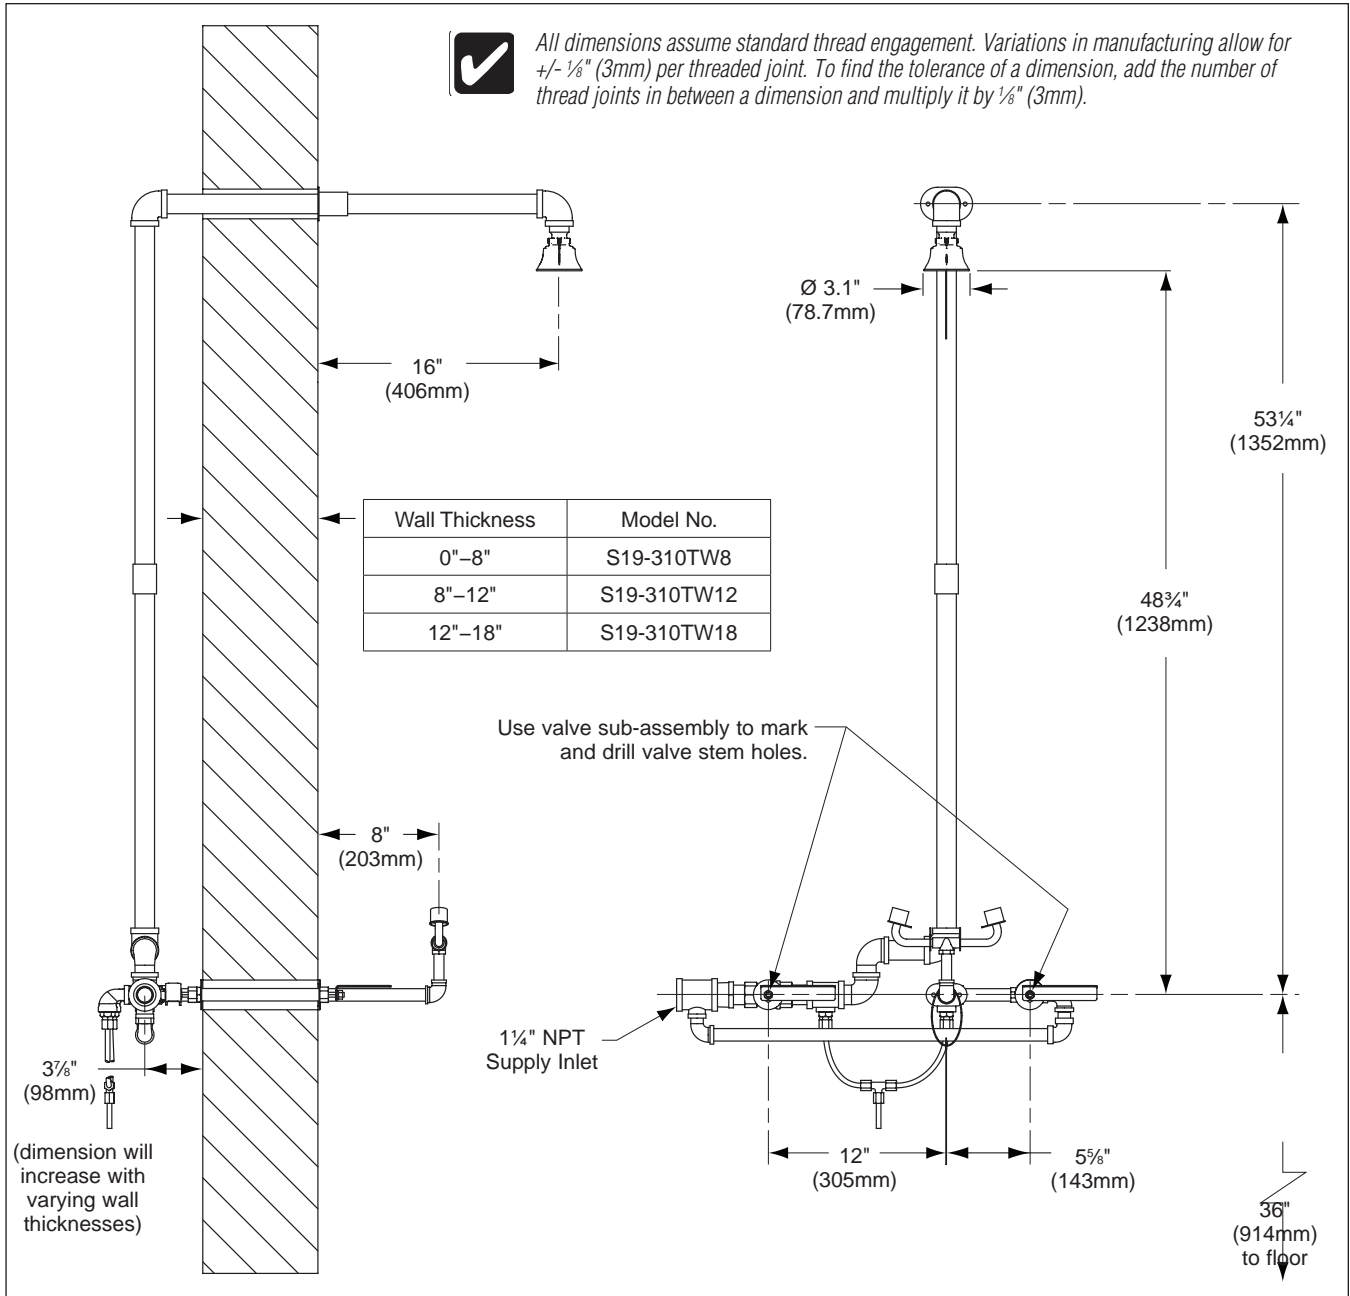 All dimensions assume standard thread engagement. Variations in manufacturing allow for
+/- ⅛" (3mm) per threaded joint. To find the tolerance of a dimension, add the number of
thread joints in between a dimension and multiply it by ⅛" (3mm).
Ø 3.1"
(78.7mm)
16"
(406mm)
53¼"
(1352mm)
Wall Thickness Model No.
0"–8" S19-310TW8
8"–12" S19-310TW12
12"–18" S19-310TW18
48¾"
(1238mm)
Use valve sub-assembly to mark
and drill valve stem holes.
8"
(203mm)
1¼" NPT
Supply Inlet
3⅞"
(98mm)
(dimension will
increase with
varying wall
thicknesses)
12"
(305mm)
5⅝"
(143mm)
36"
(914mm)
to floor